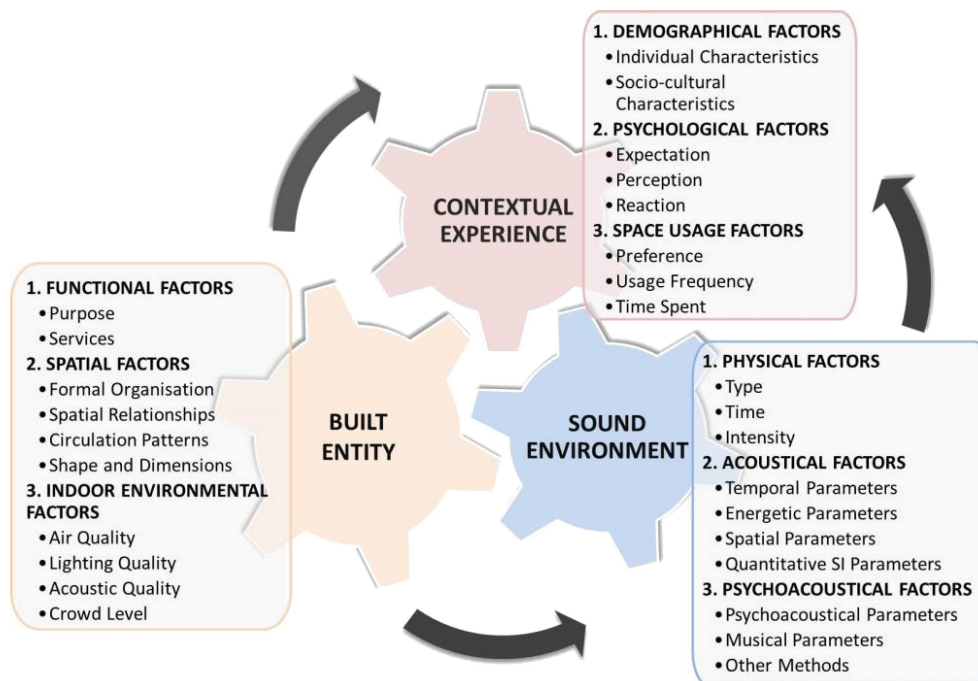 1. DEMOGRAPHICAL FACTORS
•Individual Characteristics
•Socio-cultural
Characteristics
2. PSYCHOLOGICAL FACTORS
•Expectation
•Perception
•Reaction
3. SPACE USAGE FACTORS
•Preference
•Usage Frequency
•Time Spent
CONTEXTUAL
EXPERIENCE
1. FUNCTIONAL FACTORS
•Purpose
•Services
2. SPATIAL FACTORS
•Formal Organisation
•Spatial Relationships
•Circulation Patterns
•Shape and Dimensions
3. INDOOR ENVIRONMENTAL
FACTORS
•Air Quality
•Lighting Quality
•Acoustic Quality
•Crowd Level
BUILT
ENTITY
SOUND
ENVIRONMENT
1. PHYSICAL FACTORS
•Type
•Time
•Intensity
2. ACOUSTICAL FACTORS
•Temporal Parameters
•Energetic Parameters
•Spatial Parameters
•Quantitative SI Parameters
3. PSYCHOACOUSTICAL FACTORS
•Psychoacoustical Parameters
•Musical Parameters
•Other Methods